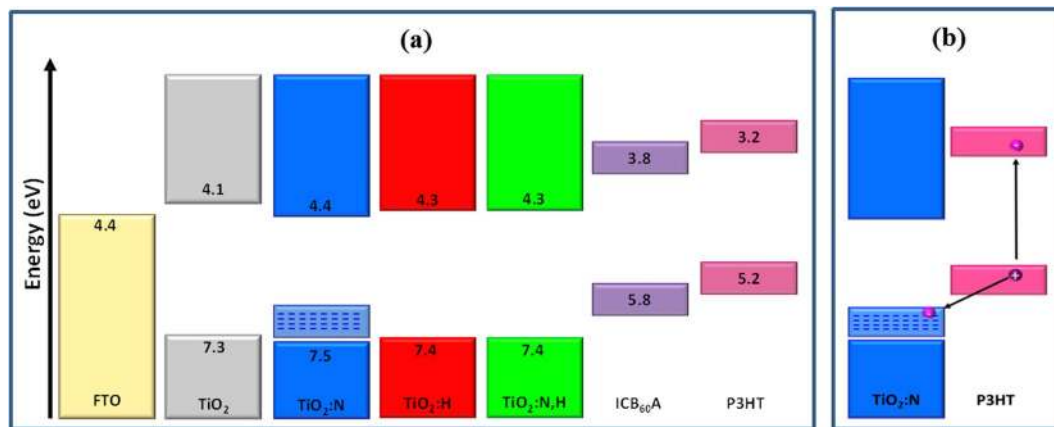 (a)
(b)
Energy (eV)
3.2
3.8
4.1
4.4
4.3
4.3
4.4
5.2
5.8
7.3
7.5
7.4
7.4
FTO
TiO₂
TiO₂:N
TiO₂:H
TiO₂:N,H
ICB₆₀A
P3HT
+
TiO₂:N
P3HT